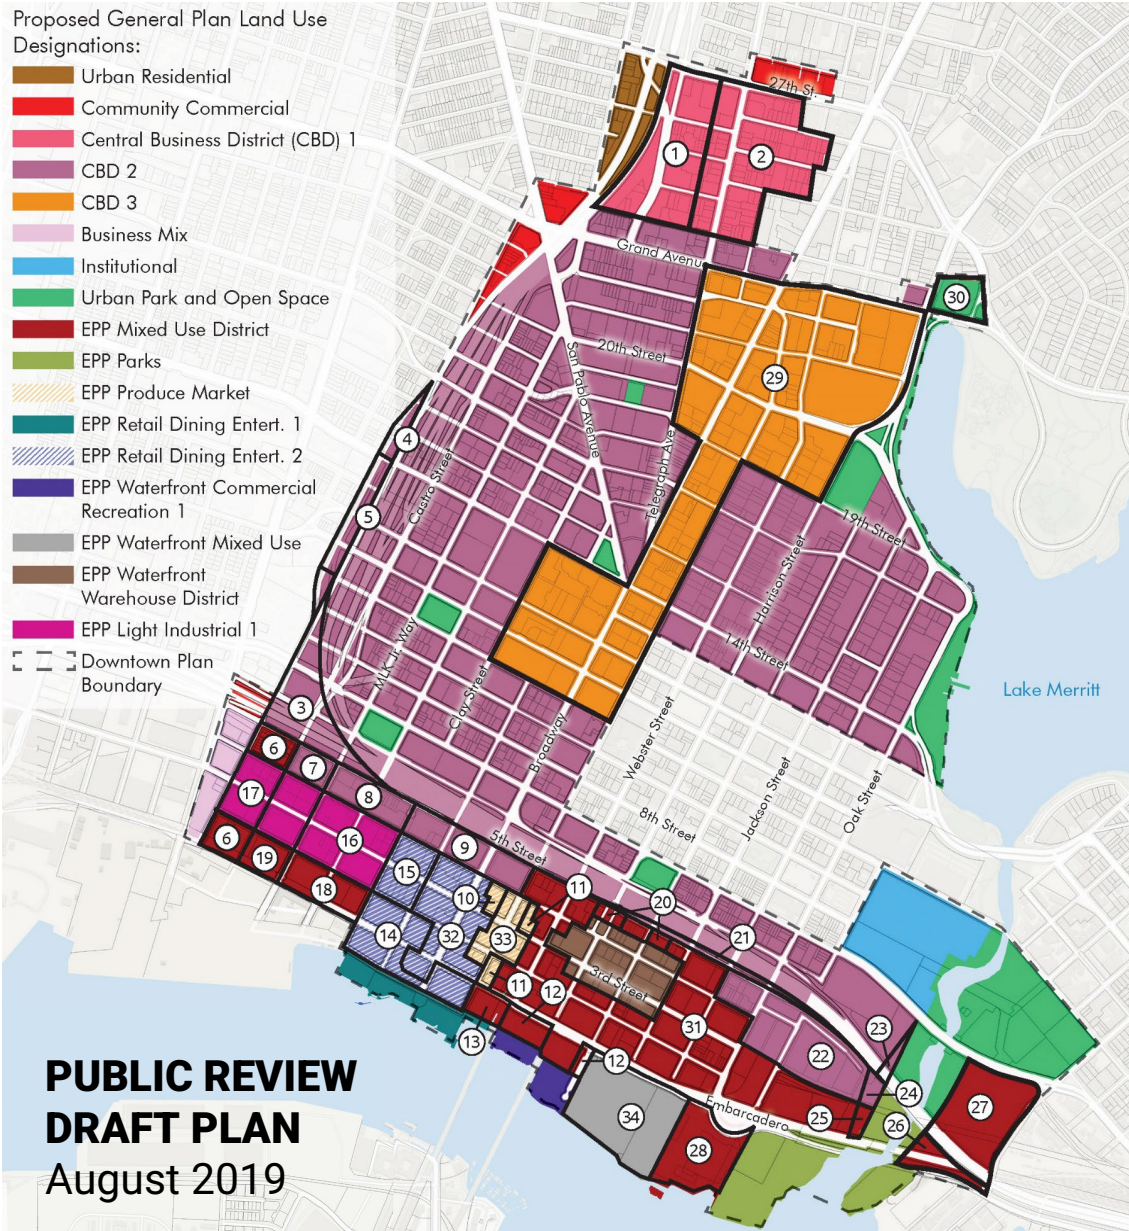 Proposed General Plan Land Use
Designations:
Urban Residential
Community Commercial
Central Business District (CBD) 1
CBD 2
CBD 3
Business Mix
Institutional
Urban Park and Open Space
EPP Mixed Use District
EPP Parks
EPP Produce Market
EPP Retail Dining Entert. 1
EPP Retail Dining Entert. 2
EPP Waterfront Commercial
Recreation 1
EPP Waterfront Mixed Use
EPP Waterfront
Warehouse District
EPP Light Industrial 1
Downtown Plan
Boundary
27th St.
1
2
Grand Avenu
30
20th Street
San Pablo Avenue
29
4
Telegraph Ave
Castro Street
5
19th Street
Harrison Street
14th Street
MLK Jr. Way
Clay Street
Lake Merritt
3
Broadway
Webster Street
6
7
Jackson Street
Oak Street
17
8
8th Street
6
16
9
5th Street
19
15
18
10
11
20
14
32
33
21
3rd Street
11
12
31
23
13
12
22
24
34
Embarcadero
25
26
27
28
PUBLIC REVIEW
DRAFT PLAN
August 2019